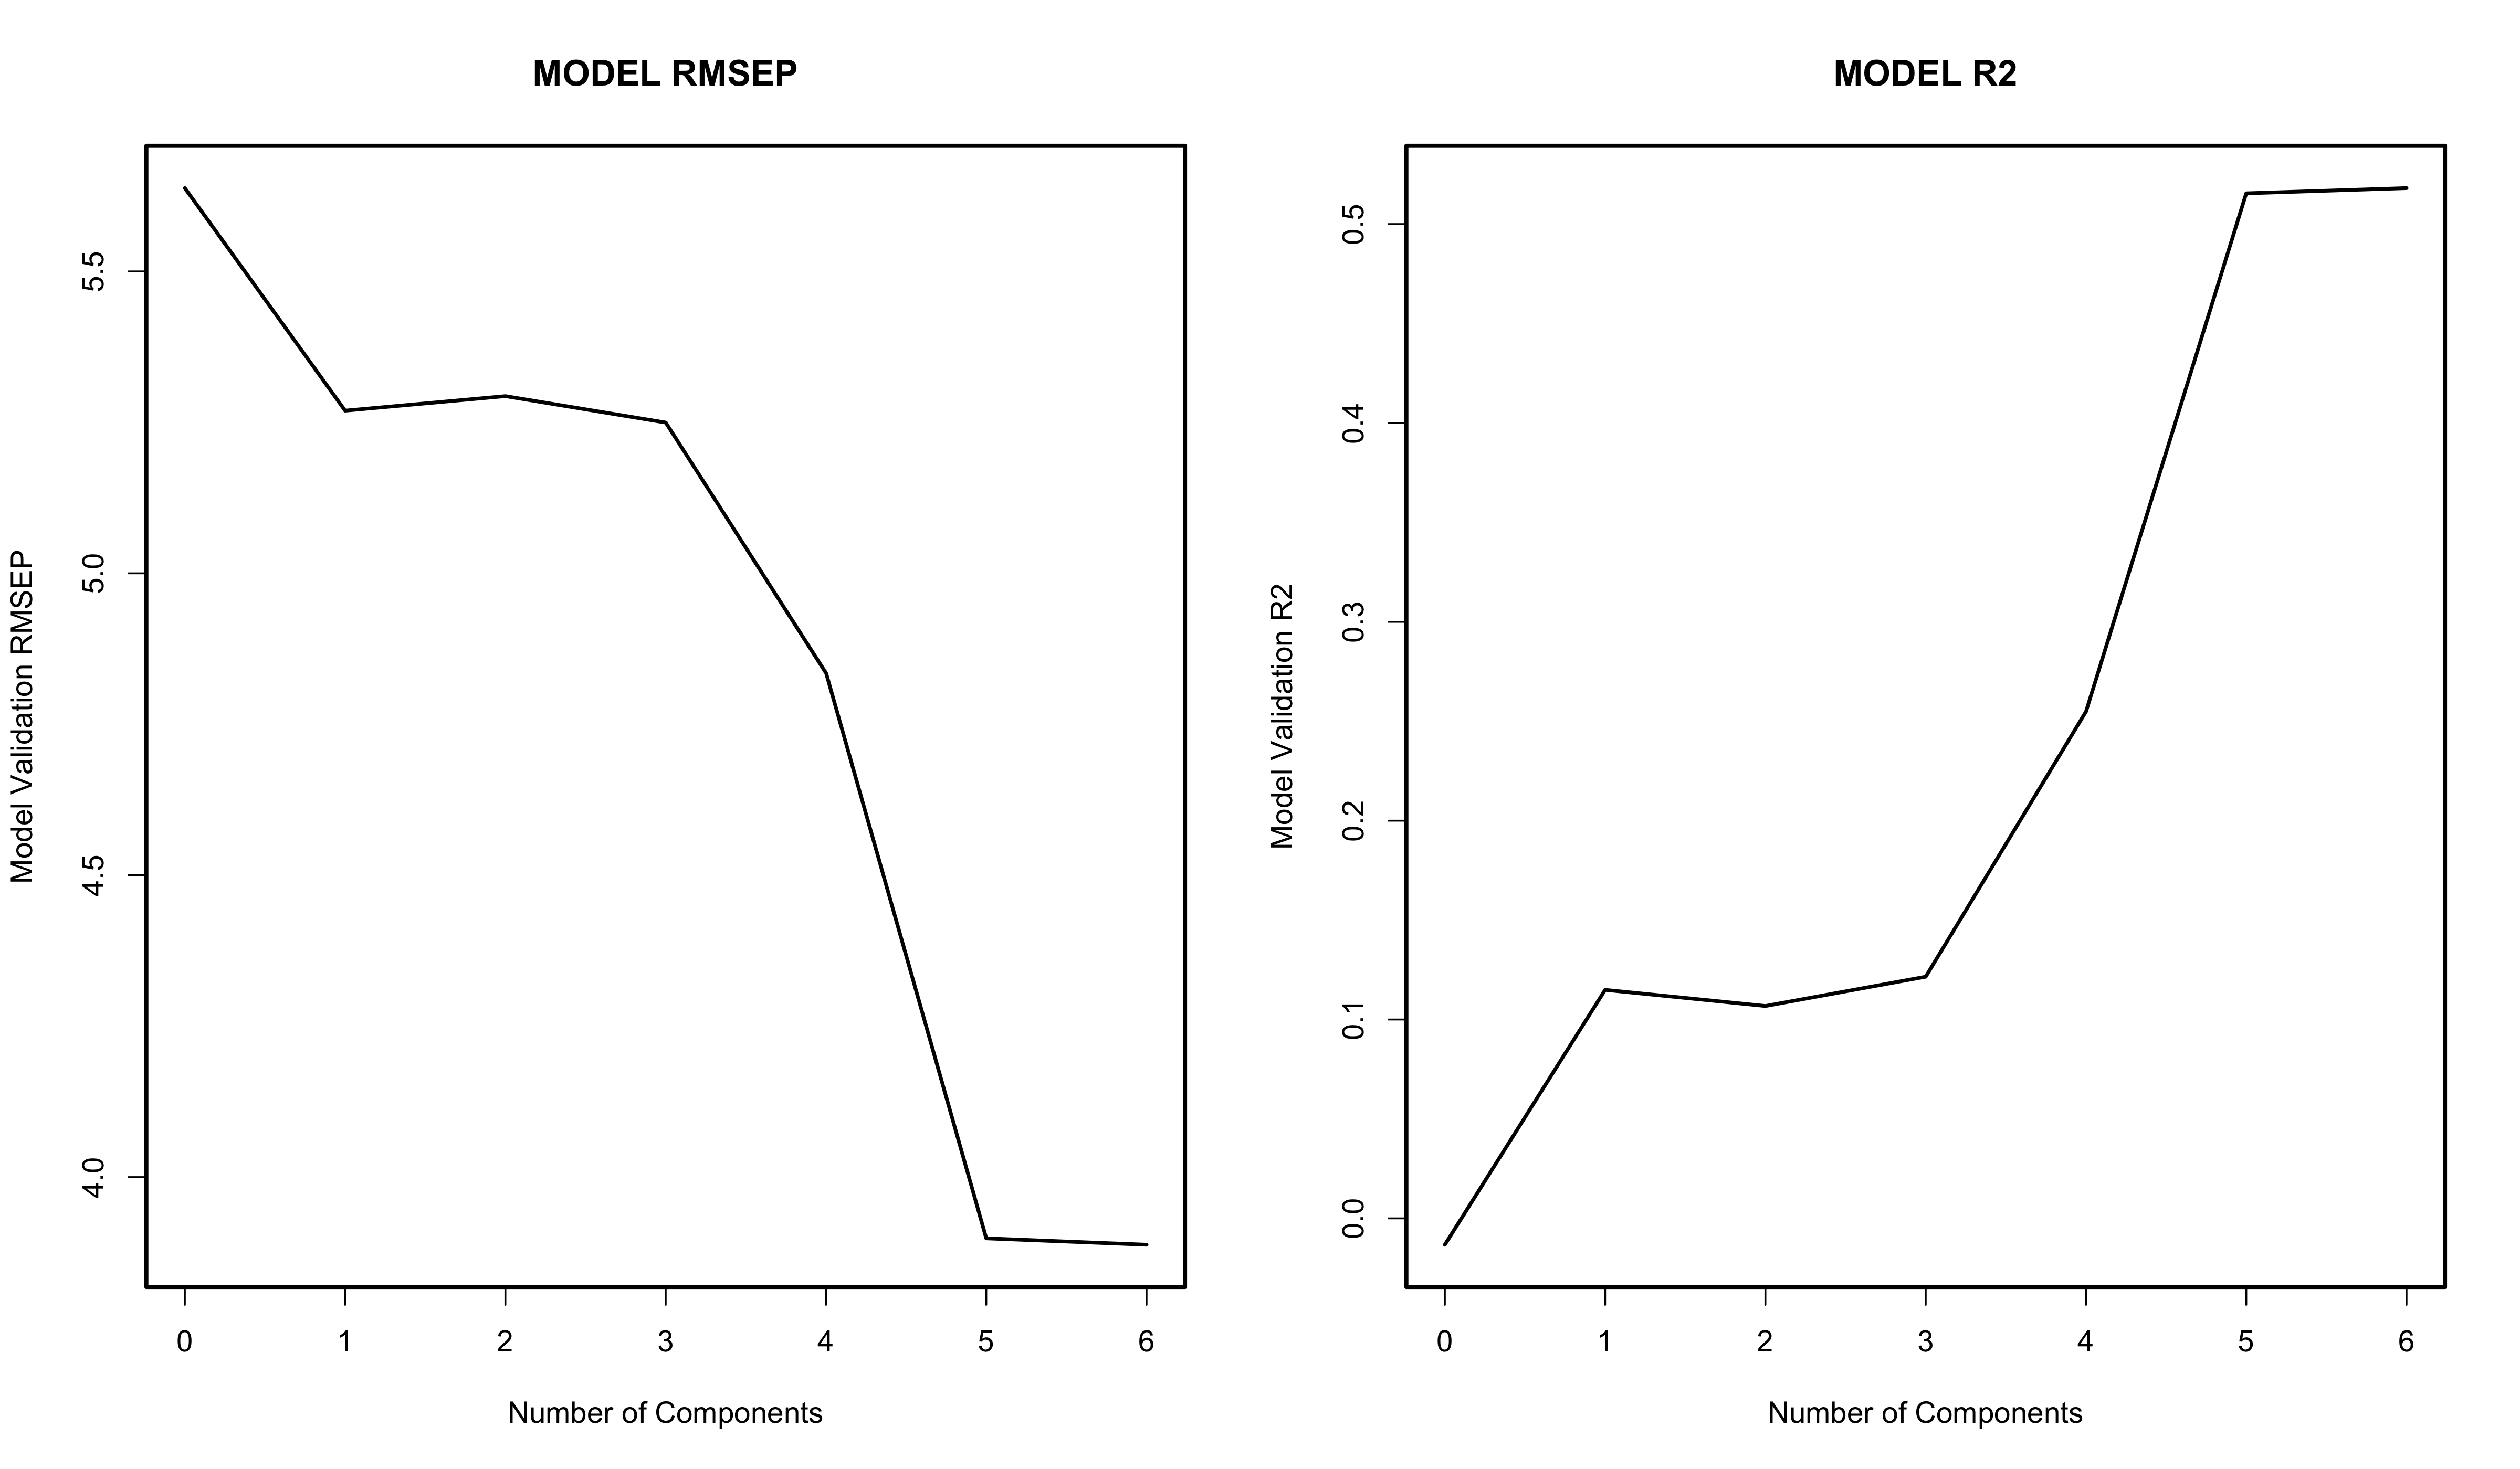 MODEL RMSEP
Model Validation RMSEP
5.5
5.0
4.5
4.0
0 1 2 3 4 5 6
Number of Components
MODEL R2
Model Validation R2
0.5
0.4
0.3
0.2
0.1
0.0
0 1 2 3 4 5 6
Number of Components